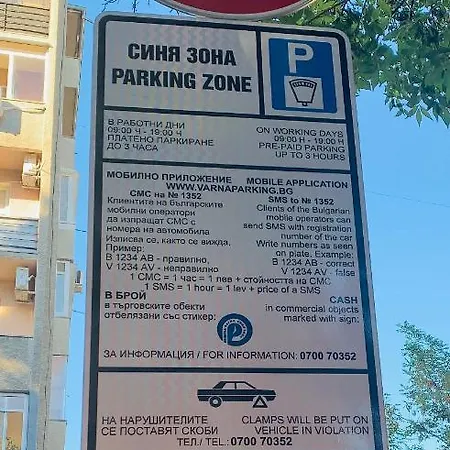 СИНЯ ЗОНА
PARKING ZONE
P
В РАБОТНИ ДНИ
09:00 Ч - 19:00 Ч
ПЛАТЕНО ПАРКИРАНЕ
ДО 3 ЧАСА
ON WORKING DAYS
09:00 H - 19:00 H
PRE-PAID PARKING
UP TO 3 HOURS
МОБИЛНО ПРИЛОЖЕНИЕ MOBILE APPLICATION
WWW.VARNAPARKING.BG
СМС на № 1352
Клиентите на българските
мобилни оператори
да изпращат СМС с
номера на автомобила
Изписва се, както се вижда.
Пример:
В 1234 АВ - правилно,
V 1234 AV - неправилно
SMS to № 1352
Clients of the Bulgarian
mobile operators can
send SMS with registration
number of the car
Write numbers as seen
on plate, Example:
B 1234 AB - correct
V 1234 AV - false
1 СМС = 1 час = 1 лев + стойността на СМС
1 SMS = 1 hour = 1 lev + price of a SMS
В БРОЙ
в търговските обекти
отбелязани със стикер:
CASH
in commercial objects
marked with sign:
ЗА ИНФОРМАЦИЯ / FOR INFORMATION: 0700 70352
НА НАРУШИТЕЛИТЕ
СЕ ПОСТАВЯТ СКОБИ
CLAMPS WILL BE PUT ON
VEHICLE IN VIOLATION
ТЕЛ./ TEL.: 0700 70352